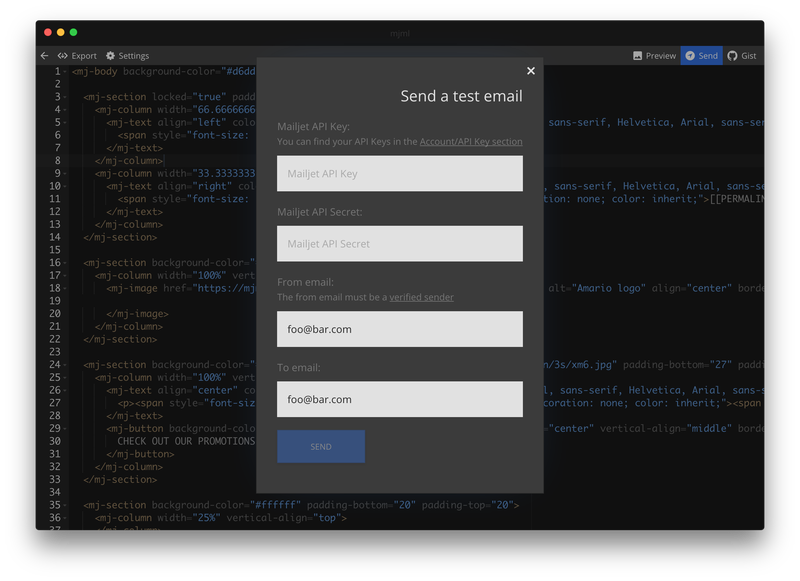 mjml
Export Settings Preview Send Gist
1 <mj-body background-color="#d6dd
2
3 <mj-section locked="true" padd
4 <mj-column width="66.6666666
5 <mj-text align="left" colo sans-serif, Helvetica, Arial, sans-s
6 <span style="font-size:
7 </mj-text>
8 </mj-column>
9 <mj-column width="33.3333333
10 <mj-text align="right" col s, sans-serif, Helvetica, Arial, sans-se
11 <span style="font-size: tion: none; color: inherit;">[[PERMALIN
12 </mj-text>
13 </mj-column>
14 </mj-section>
15
16 <mj-section background-color="
17 <mj-column width="100%" vert
18 <mj-image href="https://mj alt="Amario logo" align="center" borde
19
20 </mj-image>
21 </mj-column>
22 </mj-section>
23
24 <mj-section background-color=" n/3s/xm6.jpg" padding-bottom="27" paddi
25 <mj-column width="100%" vert
26 <mj-text align="center" co l, sans-serif, Helvetica, Arial, sans-s
27 <p><span style="font-siz coration: none; color: inherit;"><span
28 </mj-text>
29 <mj-button background-colo ="center" vertical-align="middle" borde
30 CHECK OUT OUR PROMOTIONS
31 </mj-button>
32 </mj-column>
33 </mj-section>
34
35 <mj-section background-color="#ffffff" padding-bottom="20" padding-top="20">
36 <mj-column width="25%" vertical-align="top">
37 </mj-column>
Send a test email
Mailjet API Key:
You can find your API Keys in the Account/API Key section
Mailjet API Key
Mailjet API Secret:
Mailjet API Secret
From email:
The from email must be a verified sender
foo@bar.com
To email:
foo@bar.com
SEND